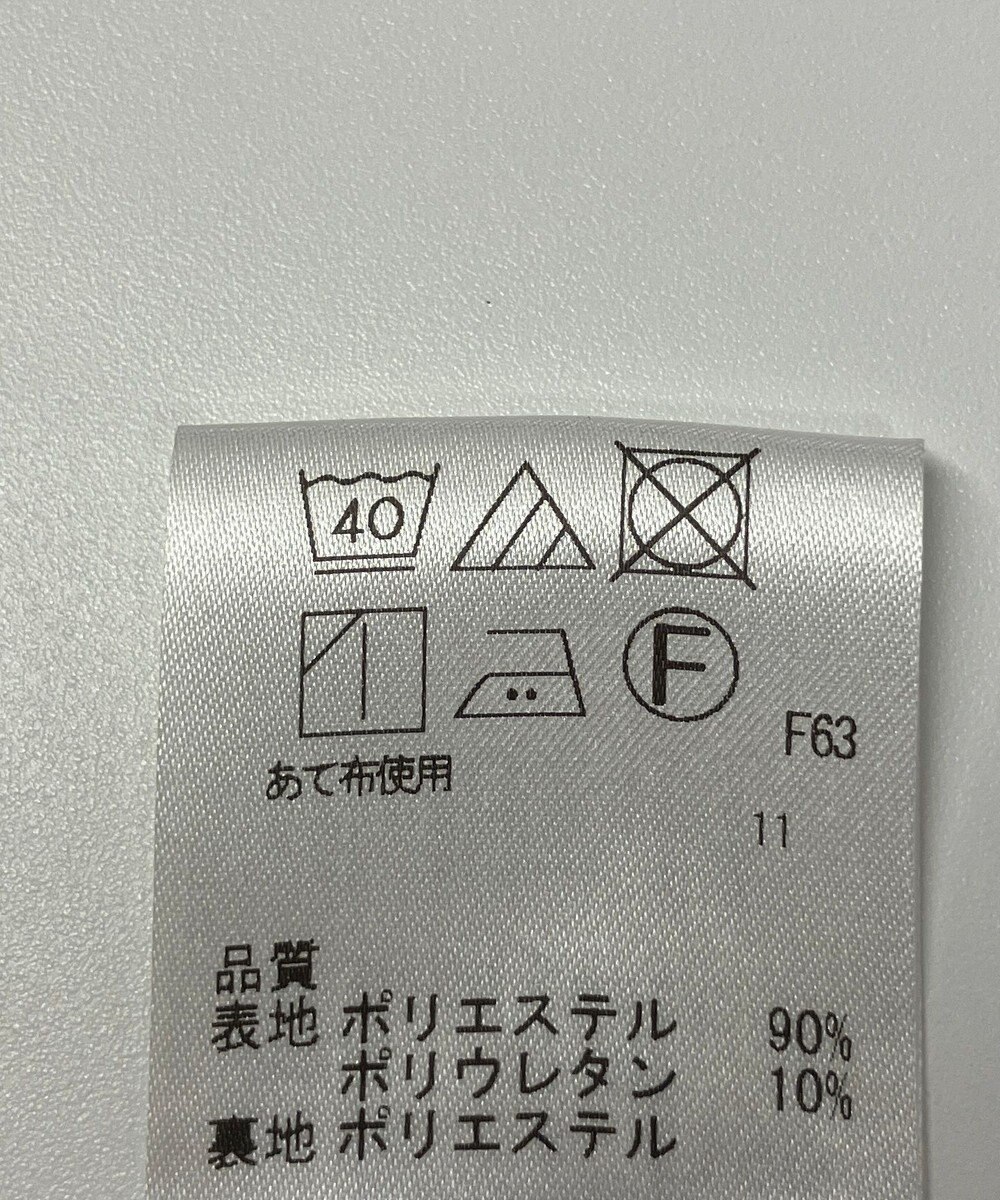 40
F
F63
あて布使用
11
品質
表地 ポリエステル 90%
ポリウレタン 10%
裏地 ポリエステル